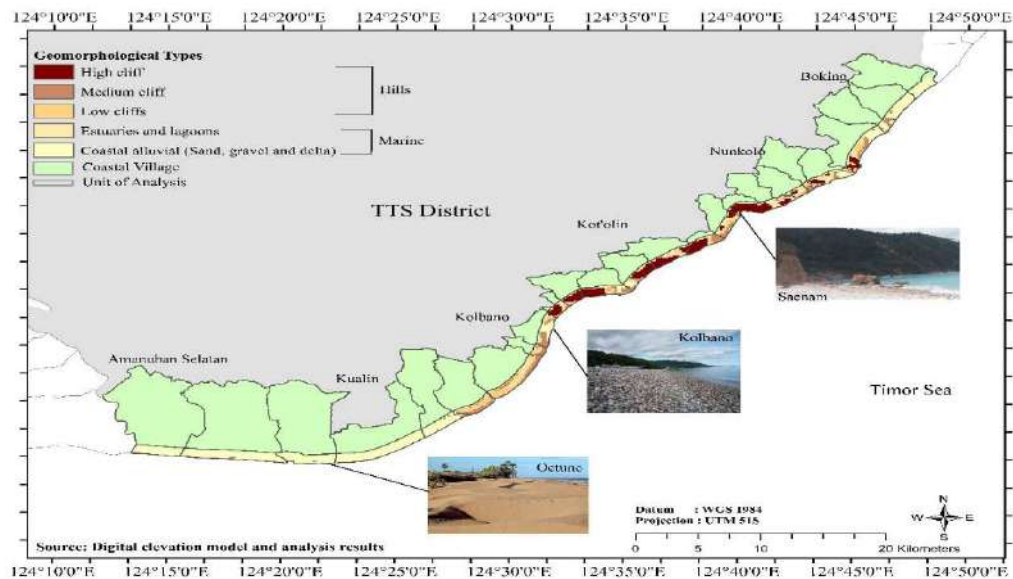 124°10'0"E 124°15'0"E 124°20'0"E 124°25'0"E 124°30'0"E 124°35'0"E 124°40'0"E 124°45'0"E 124°50'0"E
Geomorphological Types
High cliff
Medium cliff
Low cliffs
Hills
Estuaries and lagoons
Coastal alluvial (Sand, gravel and delta)
Marine
Coastal Village
Unit of Analysis
Boking
Nunkolo
TTS District
Kot'olin
Saenam
Kolbano
Kolbano
Amanuban Selatan
Kualin
Timor Sea
Oetune
Datum : WGS 1984
Projection : UTM 51S
N
W E
S
0 5 10 20 Kilometers
Source: Digital elevation model and analysis results
124°10'0"E 124°15'0"E 124°20'0"E 124°25'0"E 124°30'0"E 124°35'0"E 124°40'0"E 124°45'0"E 124°50'0"E